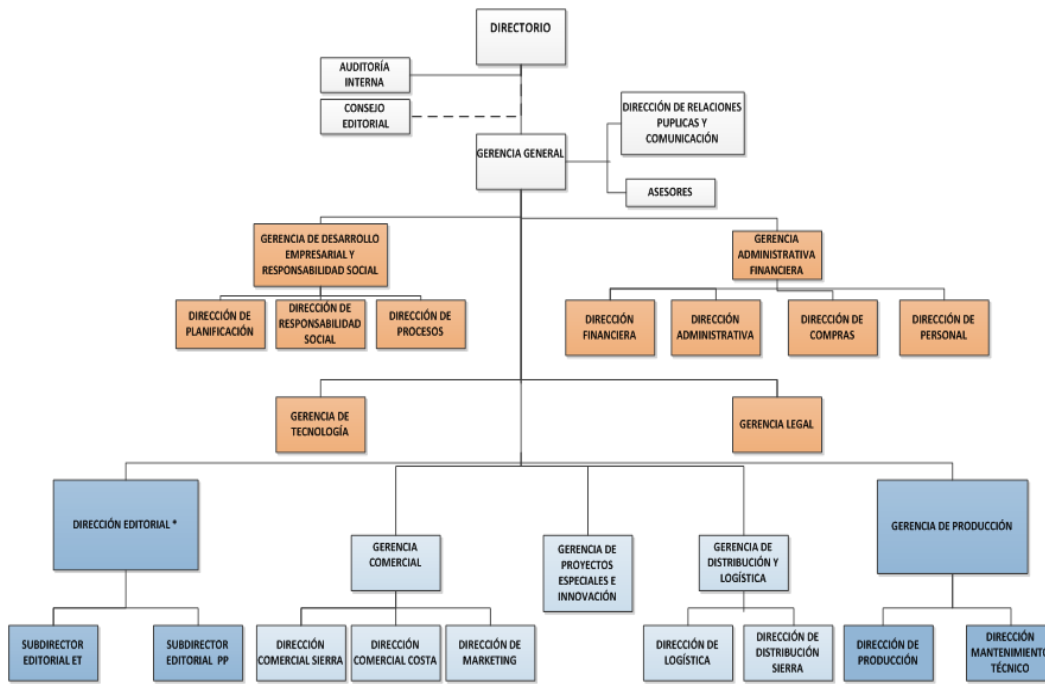 DIRECTORIO
AUDITORÍA
INTERNA
CONSEJO
EDITORIAL
DIRECCIÓN DE RELACIONES
PUPLICAS Y
COMUNICACIÓN
GERENCIA GENERAL
ASESORES
GERENCIA DE DESARROLLO
EMPRESARIAL Y
RESPONSABILIDAD SOCIAL
GERENCIA
ADMINISTRATIVA
FINANCIERA
DIRECCIÓN DE
PLANIFICACIÓN
DIRECCIÓN DE
RESPONSABILIDAD
SOCIAL
DIRECCIÓN DE
PROCESOS
DIRECCIÓN
FINANCIERA
DIRECCIÓN
ADMINISTRATIVA
DIRECCIÓN DE
COMPRAS
DIRECCIÓN DE
PERSONAL
GERENCIA DE
TECNOLOGÍA
GERENCIA LEGAL
DIRECCIÓN EDITORIAL *
GERENCIA
COMERCIAL
GERENCIA DE
PROYECTOS
ESPECIALES E
INNOVACIÓN
GERENCIA DE
DISTRIBUCIÓN Y
LOGÍSTICA
GERENCIA DE PRODUCCIÓN
SUBDIRECTOR
EDITORIAL ET
SUBDIRECTOR
EDITORIAL PP
DIRECCIÓN
COMERCIAL SIERRA
DIRECCIÓN
COMERCIAL COSTA
DIRECCIÓN DE
MARKETING
DIRECCIÓN DE
LOGÍSTICA
DIRECCIÓN DE
DISTRIBUCIÓN
SIERRA
DIRECCIÓN DE
PRODUCCIÓN
DIRECCIÓN
MANTENIMIENTO
TÉCNICO